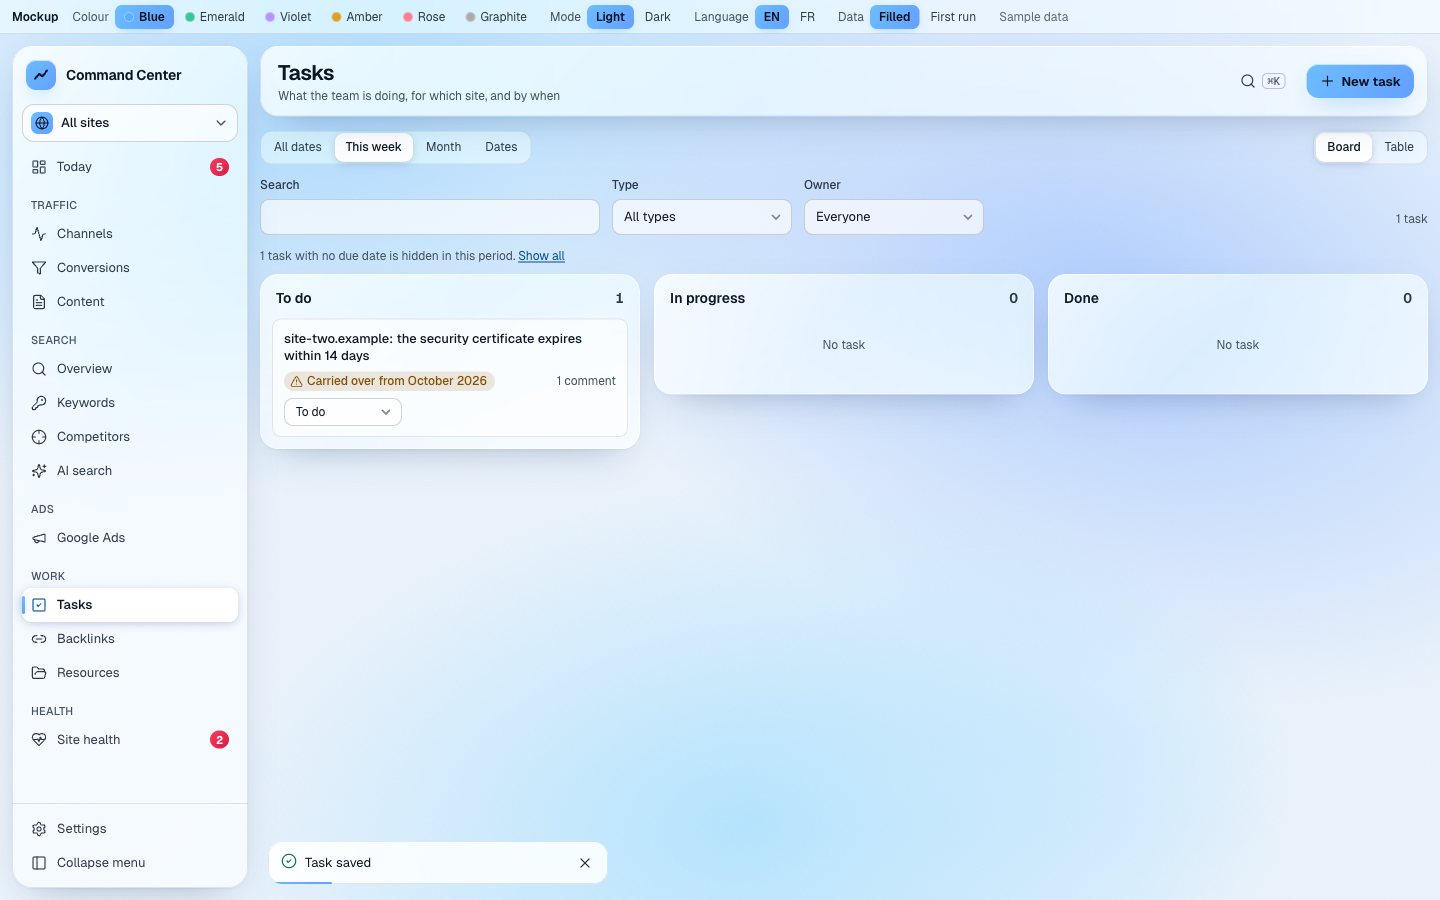 Mockup Colour Blue Emerald Violet Amber Rose Graphite Mode Light Dark Language EN FR Data Filled First run Sample data
Command Center
All sites
Today 5
TRAFFIC
Channels
Conversions
Content
SEARCH
Overview
Keywords
Competitors
AI search
ADS
Google Ads
WORK
Tasks
Backlinks
Resources
HEALTH
Site health 2
Settings
Collapse menu
Tasks
What the team is doing, for which site, and by when
⌘K
New task
All dates This week Month Dates
Board Table
Search Type Owner
All types Everyone
1 task
1 task with no due date is hidden in this period. Show all
To do 1
site-two.example: the security certificate expires
within 14 days
Carried over from October 2026 1 comment
To do
In progress 0
No task
Done 0
No task
Task saved